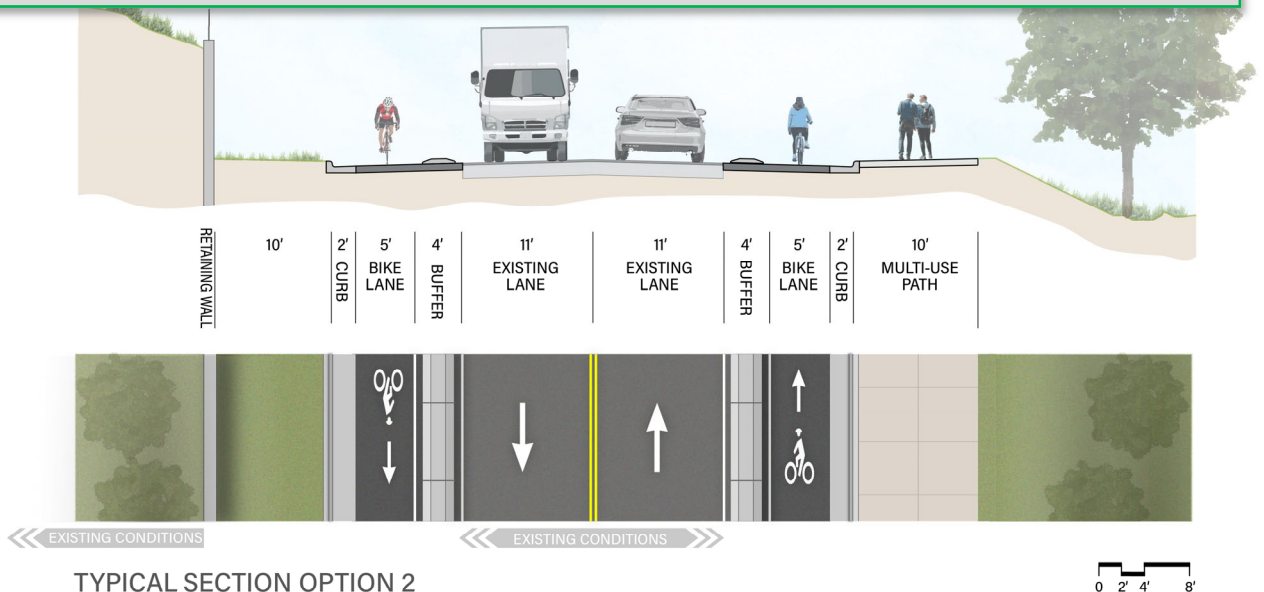 10'
2'
5'
4'
11'
11'
4'
5'
2'
10'
RETAINING WALL
CURB
BIKE
LANE
BUFFER
EXISTING
LANE
EXISTING
LANE
BUFFER
BIKE
LANE
CURB
MULTI-USE
PATH
EXISTING CONDITIONS
EXISTING CONDITIONS
TYPICAL SECTION OPTION 2
0 2' 4' 8'